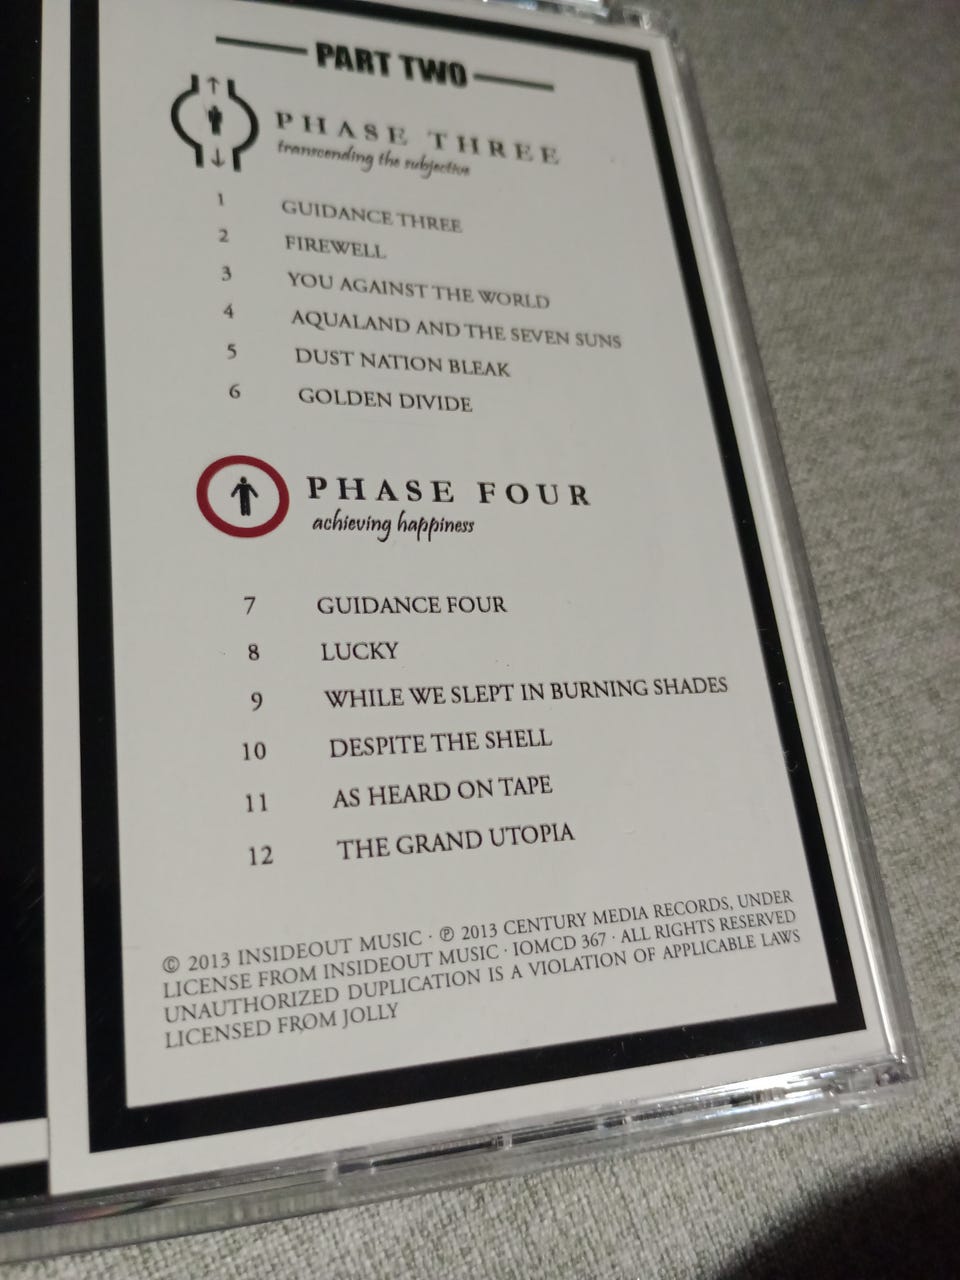 PART TWO
PHASE THREE
transcending the subjective
1 GUIDANCE THREE
2 FIREWELL
3 YOU AGAINST THE WORLD
4 AQUALAND AND THE SEVEN SUNS
5 DUST NATION BLEAK
6 GOLDEN DIVIDE
PHASE FOUR
achieving happiness
7 GUIDANCE FOUR
8 LUCKY
9 WHILE WE SLEPT IN BURNING SHADES
10 DESPITE THE SHELL
11 AS HEARD ON TAPE
12 THE GRAND UTOPIA
© 2013 INSIDEOUT MUSIC · ℗ 2013 CENTURY MEDIA RECORDS, UNDER
LICENSE FROM INSIDEOUT MUSIC · IOMCD 367 · ALL RIGHTS RESERVED
UNAUTHORIZED DUPLICATION IS A VIOLATION OF APPLICABLE LAWS
LICENSED FROM JOLLY